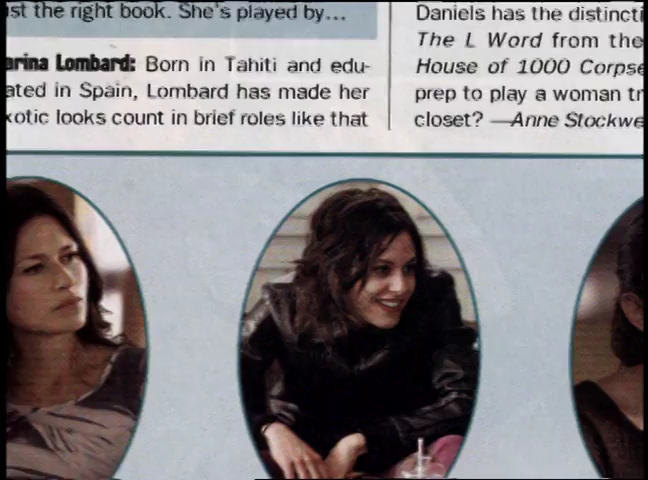 st the right book. She's played by...
arina Lombard: Born in Tahiti and edu-
ated in Spain, Lombard has made her
xotic looks count in brief roles like that
Daniels has the distincti
The L Word from the
House of 1000 Corpse
prep to play a woman tr
closet? —Anne Stockwe